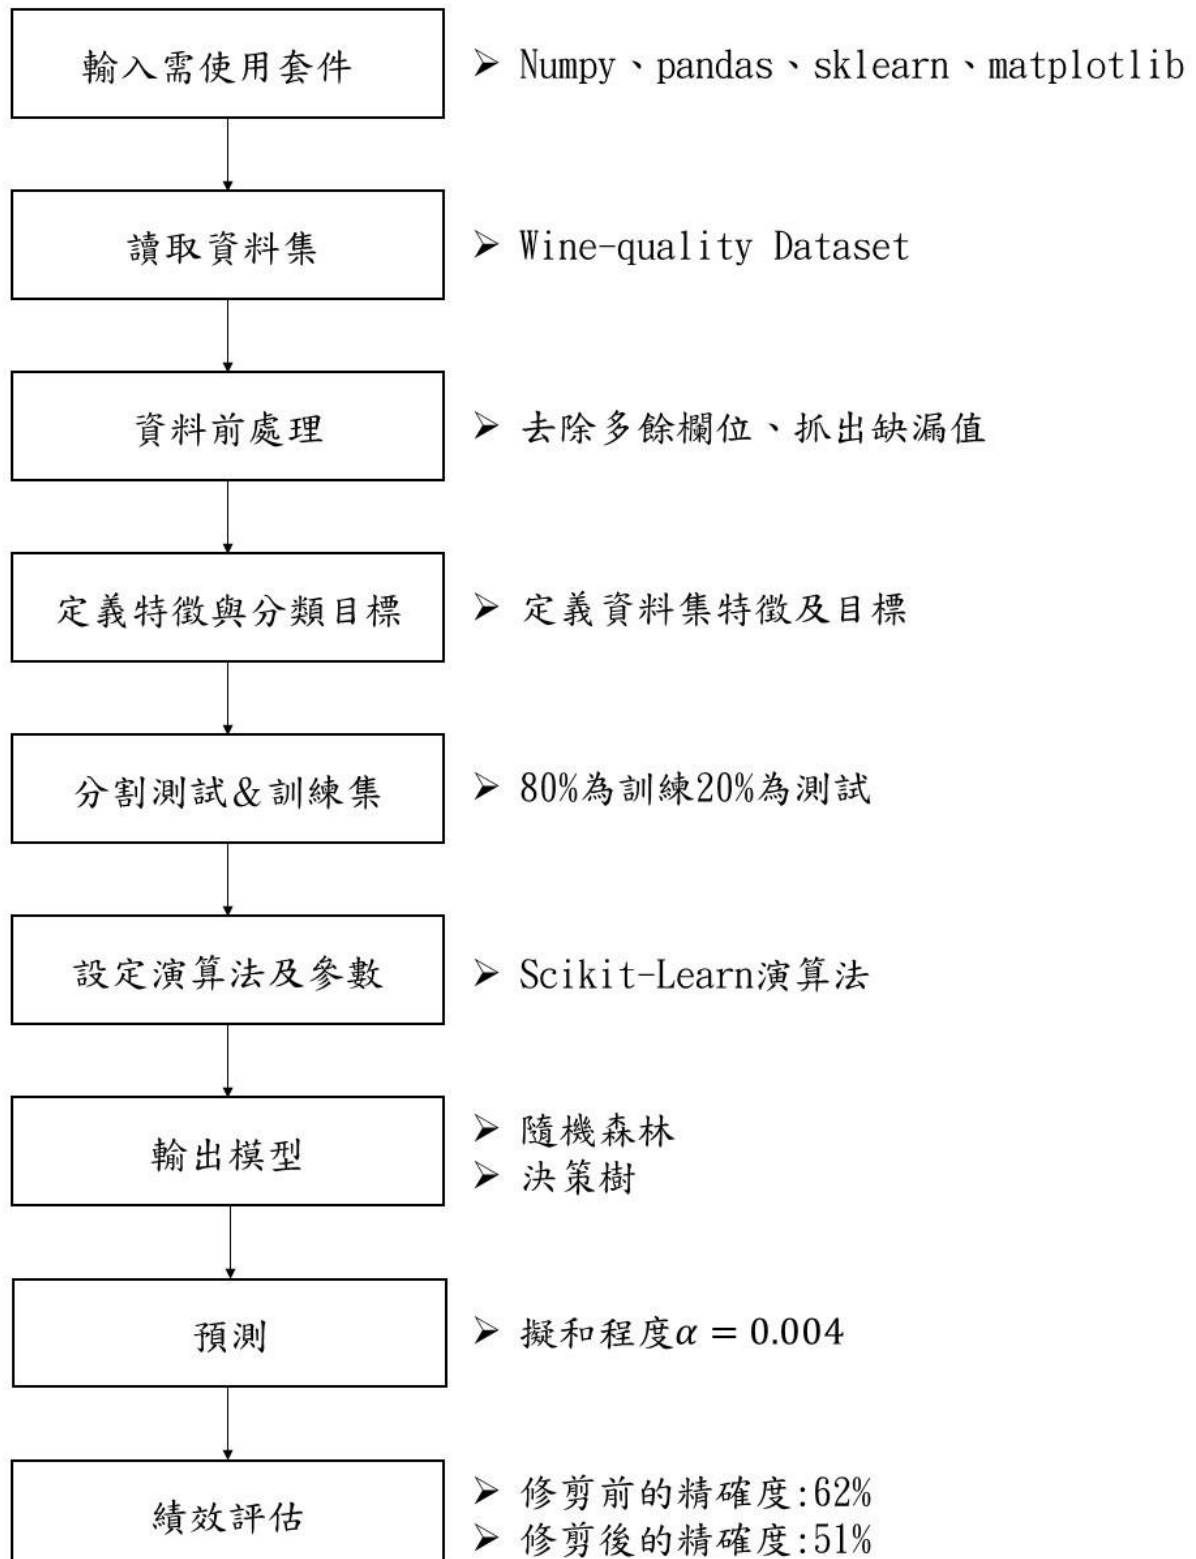 輸入需使用套件
➢ Numpy、pandas、sklearn、matplotlib
讀取資料集
➢ Wine-quality Dataset
資料前處理
➢ 去除多餘欄位、抓出缺漏值
定義特徵與分類目標
➢ 定義資料集特徵及目標
分割測試&訓練集
➢ 80%為訓練20%為測試
設定演算法及參數
➢ Scikit-Learn演算法
輸出模型
➢ 隨機森林
➢ 決策樹
預測
➢ 擬和程度α = 0.004
績效評估
➢ 修剪前的精確度:62%
➢ 修剪後的精確度:51%